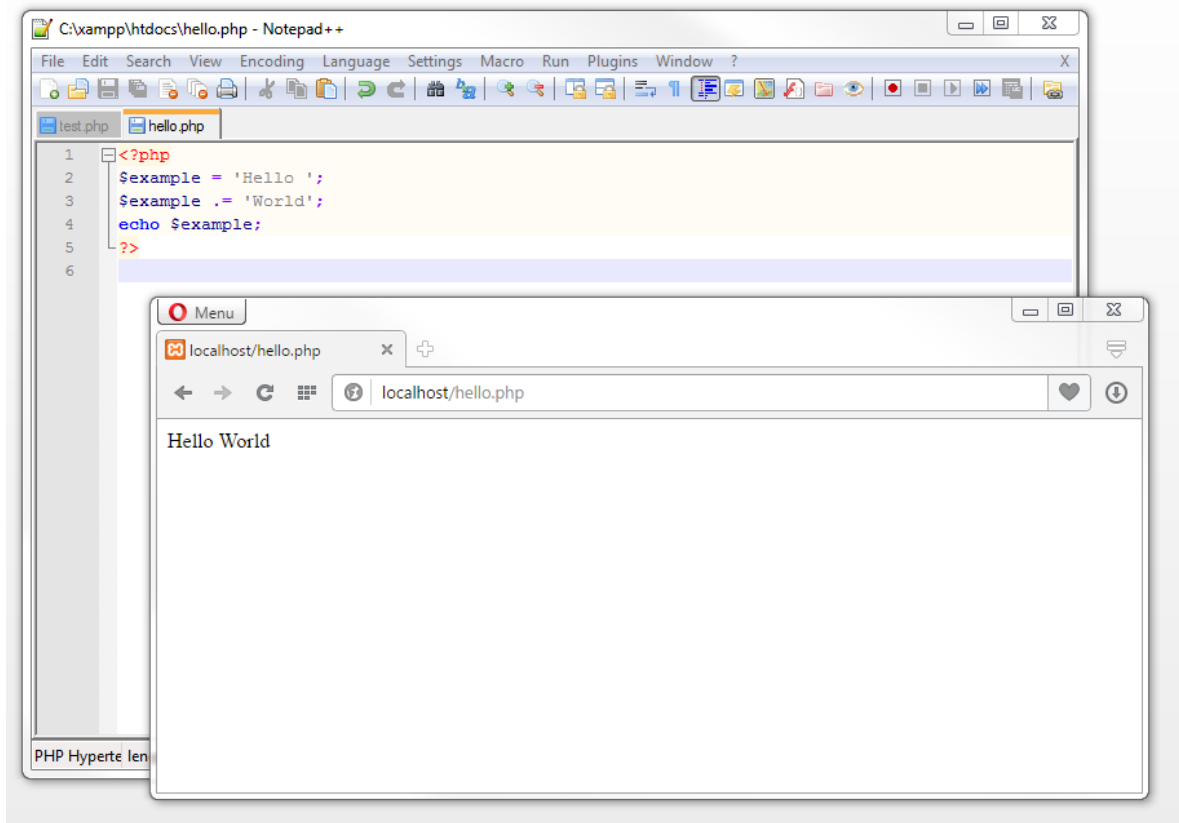 C:\xampp\htdocs\hello.php - Notepad++
File Edit Search View Encoding Language Settings Macro Run Plugins Window ? X
test.php hello.php
1 <?php
2 $example = 'Hello ';
3 $example .= 'World';
4 echo $example;
5 ?>
6
Menu
localhost/hello.php
localhost/hello.php
Hello World
PHP Hyperte len